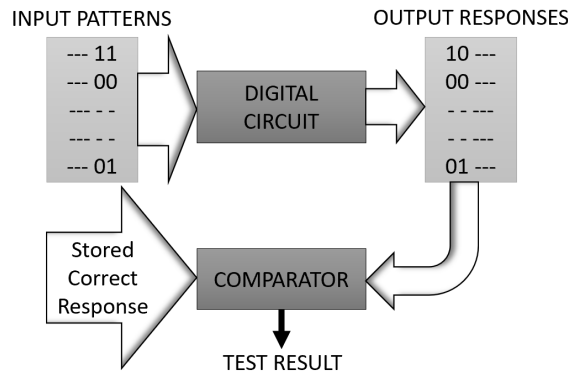 INPUT PATTERNS
--- 11
--- 00
--- - -
--- - -
--- 01
DIGITAL
CIRCUIT
OUTPUT RESPONSES
10 ---
00 ---
- - ---
- - ---
01 ---
Stored
Correct
Response
COMPARATOR
TEST RESULT